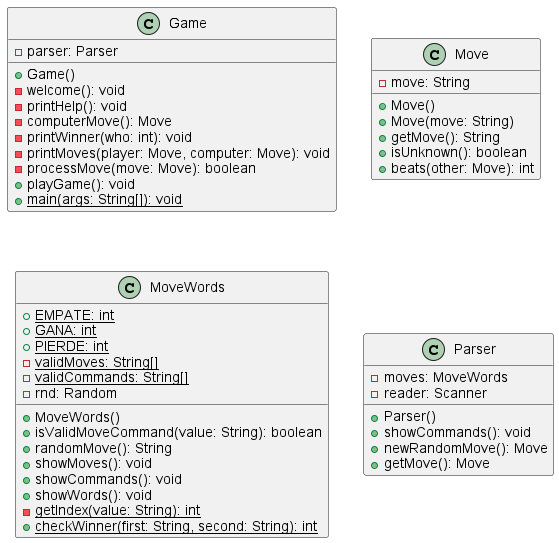 C Game
parser: Parser
Game()
welcome(): void
printHelp(): void
computerMove(): Move
printWinner(who: int): void
printMoves(player: Move, computer: Move): void
processMove(move: Move): boolean
playGame(): void
main(args: String[]): void
C Move
move: String
Move()
Move(move: String)
getMove(): String
isUnknown(): boolean
beats(other: Move): int
C MoveWords
EMPATE: int
GANA: int
PIERDE: int
validMoves: String[]
validCommands: String[]
rnd: Random
MoveWords()
isValidMoveCommand(value: String): boolean
randomMove(): String
showMoves(): void
showCommands(): void
showWords(): void
getIndex(value: String): int
checkWinner(first: String, second: String): int
C Parser
moves: MoveWords
reader: Scanner
Parser()
showCommands(): void
newRandomMove(): Move
getMove(): Move